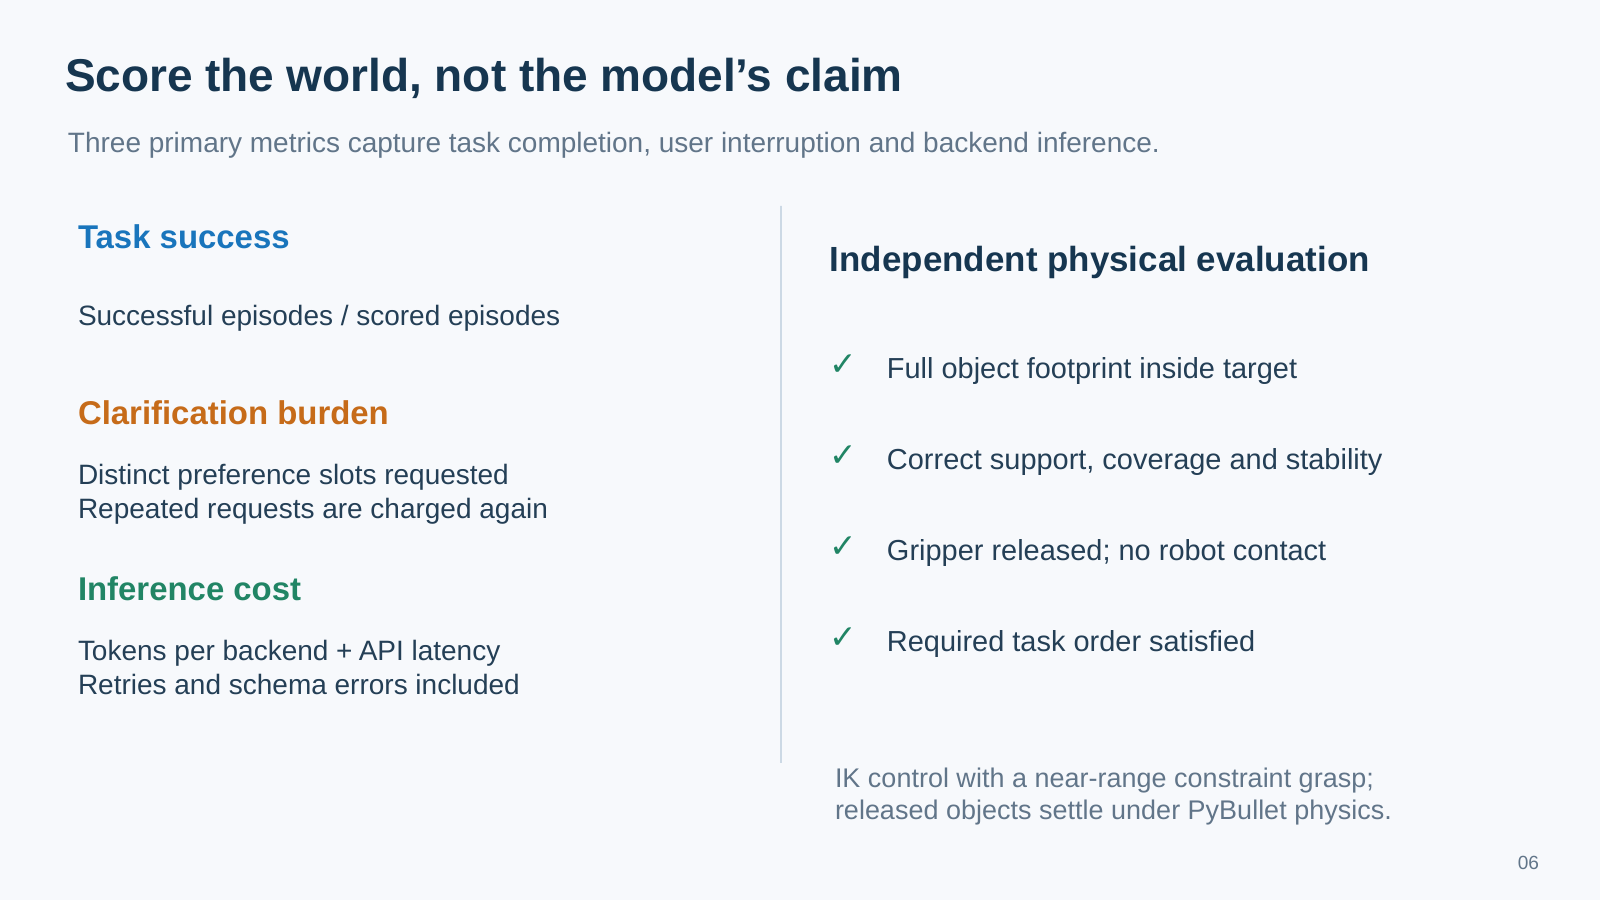 Score the world, not the model’s claim
Three primary metrics capture task completion, user interruption and backend inference.
Task success
Successful episodes / scored episodes
Clarification burden
Distinct preference slots requested
Repeated requests are charged again
Inference cost
Tokens per backend + API latency
Retries and schema errors included
Independent physical evaluation
✓ Full object footprint inside target
✓ Correct support, coverage and stability
✓ Gripper released; no robot contact
✓ Required task order satisfied
IK control with a near-range constraint grasp;
released objects settle under PyBullet physics.
06